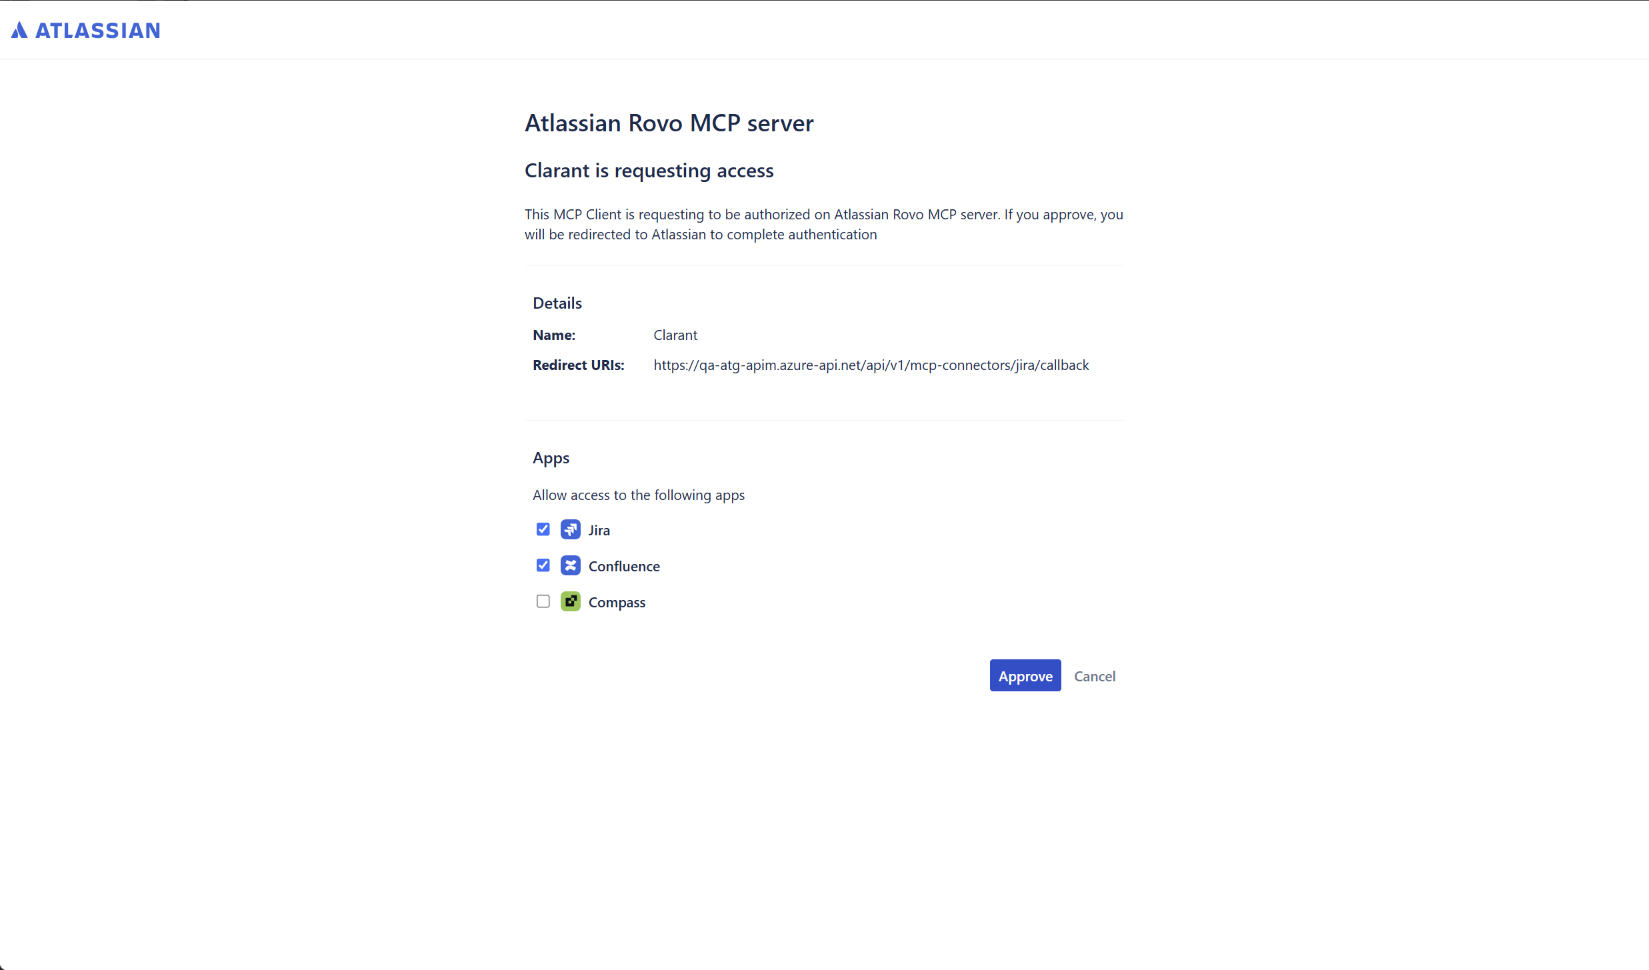 ATLASSIAN
Atlassian Rovo MCP server
Clarant is requesting access
This MCP Client is requesting to be authorized on Atlassian Rovo MCP server. If you approve, you
will be redirected to Atlassian to complete authentication
Details
Name: Clarant
Redirect URIs: https://qa-atg-apim.azure-api.net/api/v1/mcp-connectors/jira/callback
Apps
Allow access to the following apps
Jira
Confluence
Compass
Approve Cancel